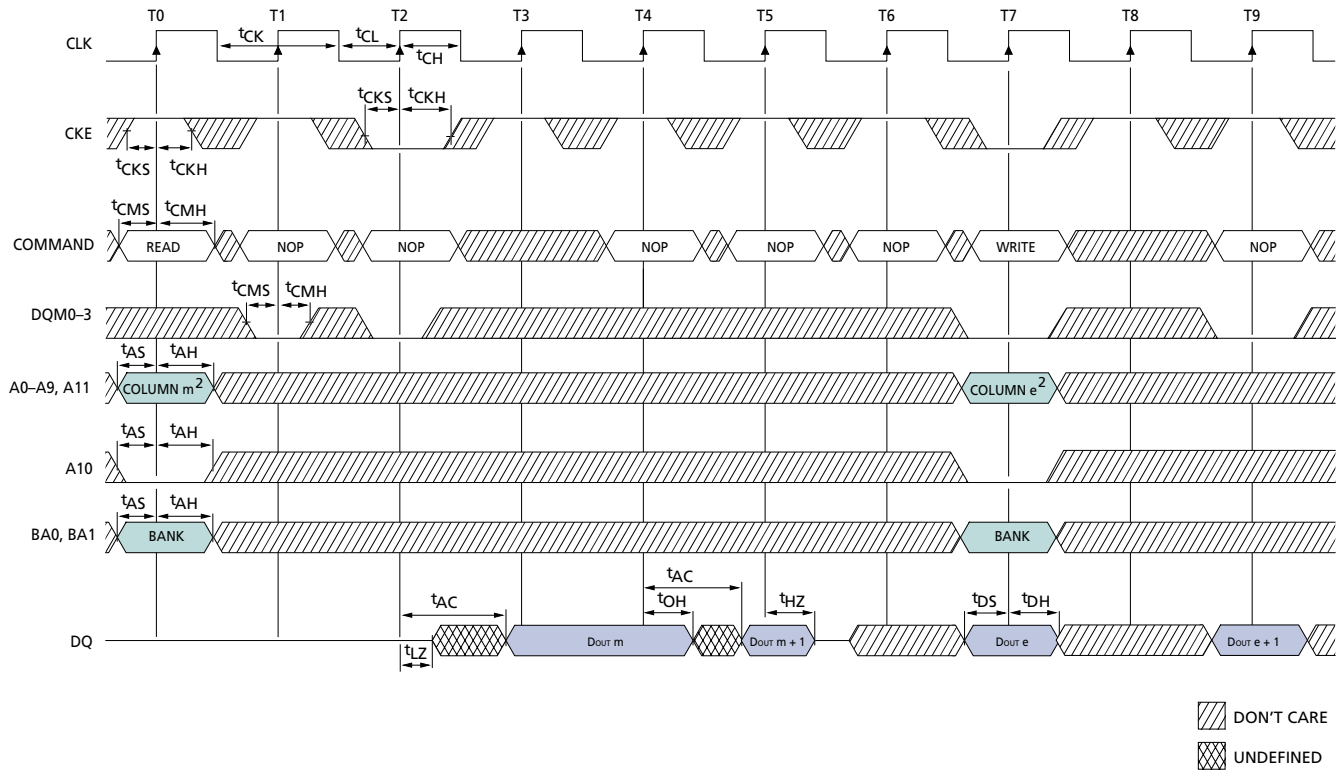 T0 T1 T2 T3 T4 T5 T6 T7 T8 T9
CLK
tCK tCL
tCH
tCKS tCKH
CKE
tCKS tCKH
tCMS tCMH
COMMAND READ NOP NOP NOP NOP NOP WRITE NOP
tCMS tCMH
DQM0–3
tAS tAH
A0–A9, A11 COLUMN m2 COLUMN e2
tAS tAH
A10
tAS tAH
BA0, BA1 BANK BANK
tAC
tAC tOH tHZ tDS tDH
DQ DOUT m DOUT m + 1 DOUT e DOUT e + 1
tLZ
DON'T CARE
UNDEFINED